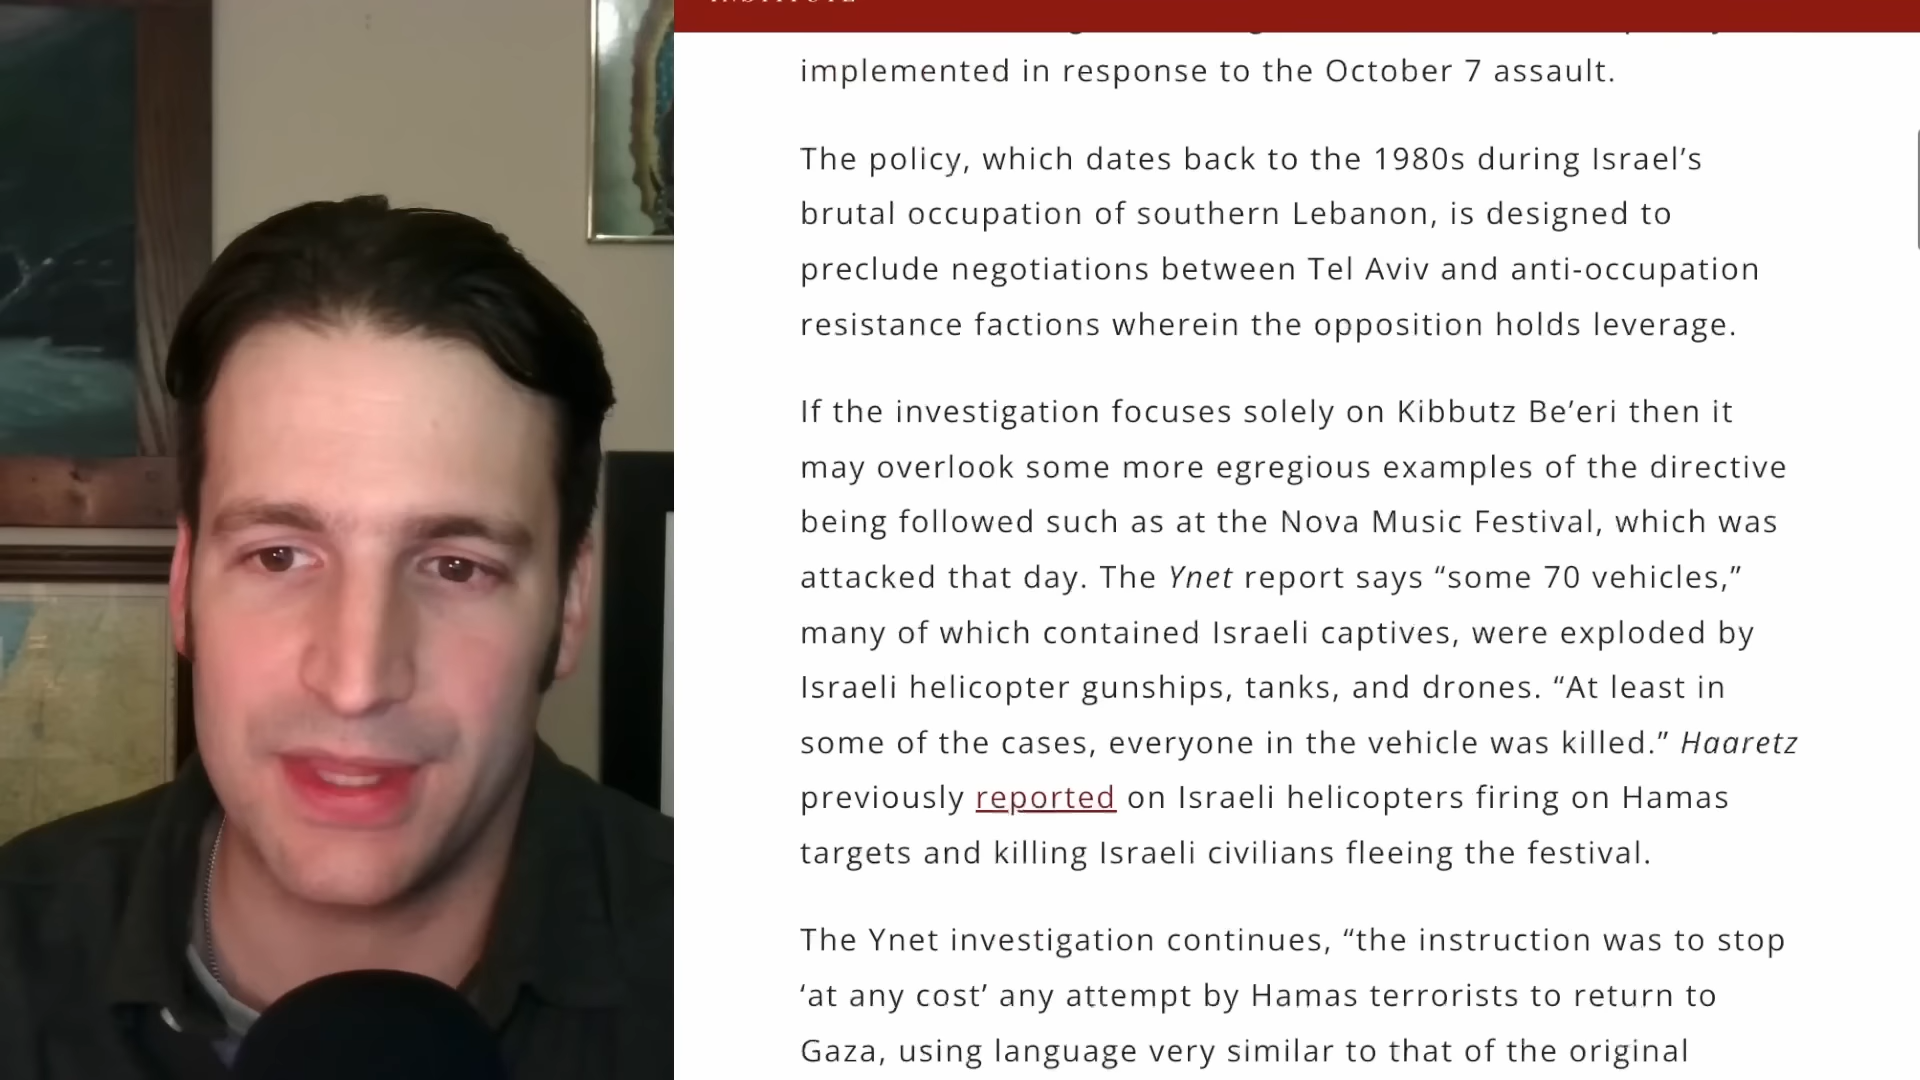 implemented in response to the October 7 assault.
The policy, which dates back to the 1980s during Israel’s
brutal occupation of southern Lebanon, is designed to
preclude negotiations between Tel Aviv and anti-occupation
resistance factions wherein the opposition holds leverage.
If the investigation focuses solely on Kibbutz Be’eri then it
may overlook some more egregious examples of the directive
being followed such as at the Nova Music Festival, which was
attacked that day. The Ynet report says “some 70 vehicles,”
many of which contained Israeli captives, were exploded by
Israeli helicopter gunships, tanks, and drones. “At least in
some of the cases, everyone in the vehicle was killed.” Haaretz
previously reported on Israeli helicopters firing on Hamas
targets and killing Israeli civilians fleeing the festival.
The Ynet investigation continues, “the instruction was to stop
‘at any cost’ any attempt by Hamas terrorists to return to
Gaza, using language very similar to that of the original